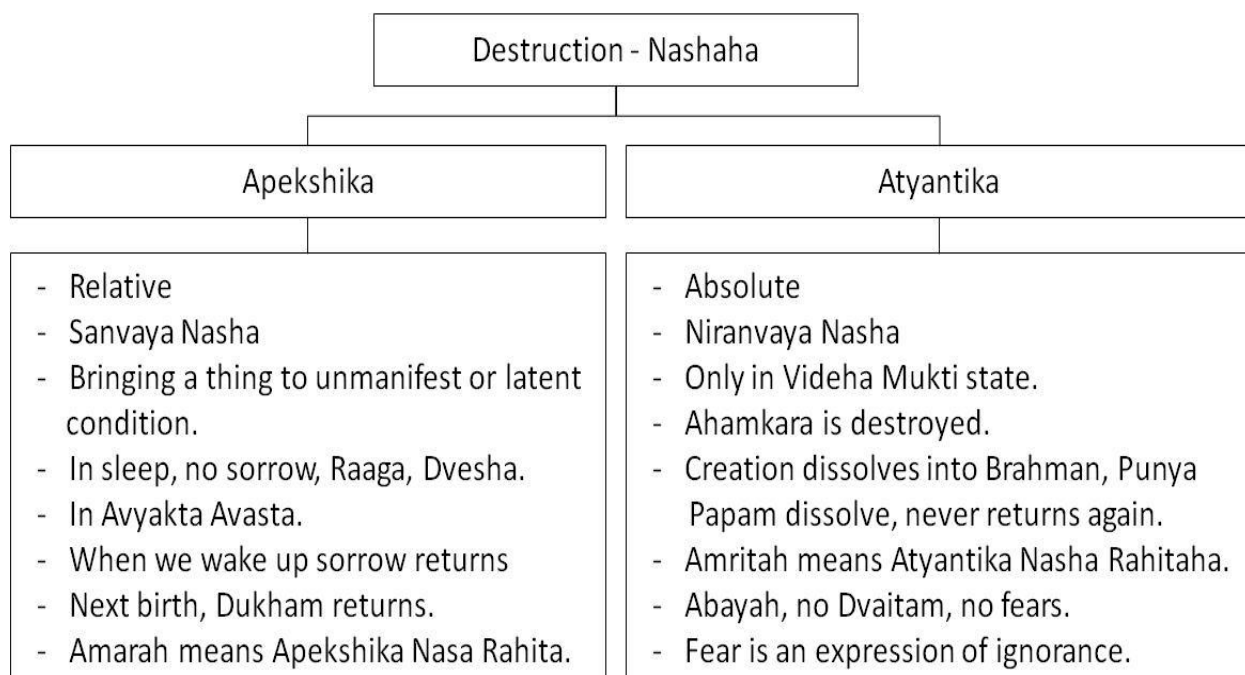 Destruction - Nashaha
Apekshika
- Relative
- Sanvaya Nasha
- Bringing a thing to unmanifest or latent
condition.
- In sleep, no sorrow, Raaga, Dvesha.
- In Avyakta Avasta.
- When we wake up sorrow returns
- Next birth, Dukham returns.
- Amarah means Apekshika Nasa Rahita.
Atyantika
- Absolute
- Niranvaya Nasha
- Only in Videha Mukti state.
- Ahamkara is destroyed.
- Creation dissolves into Brahman, Punya
Papam dissolve, never returns again.
- Amritah means Atyantika Nasha Rahitaha.
- Abayah, no Dvaitam, no fears.
- Fear is an expression of ignorance.